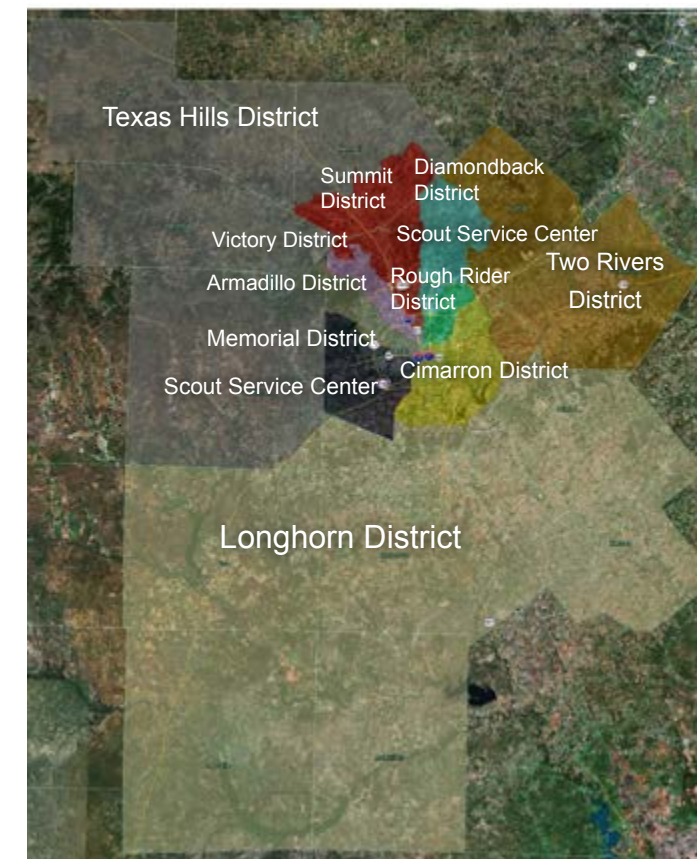 Texas Hills District
Summit
District
Diamondback
District
Victory District
Scout Service Center
Armadillo District
Rough Rider
District
Two Rivers
District
Memorial District
Cimarron District
Scout Service Center
Longhorn District